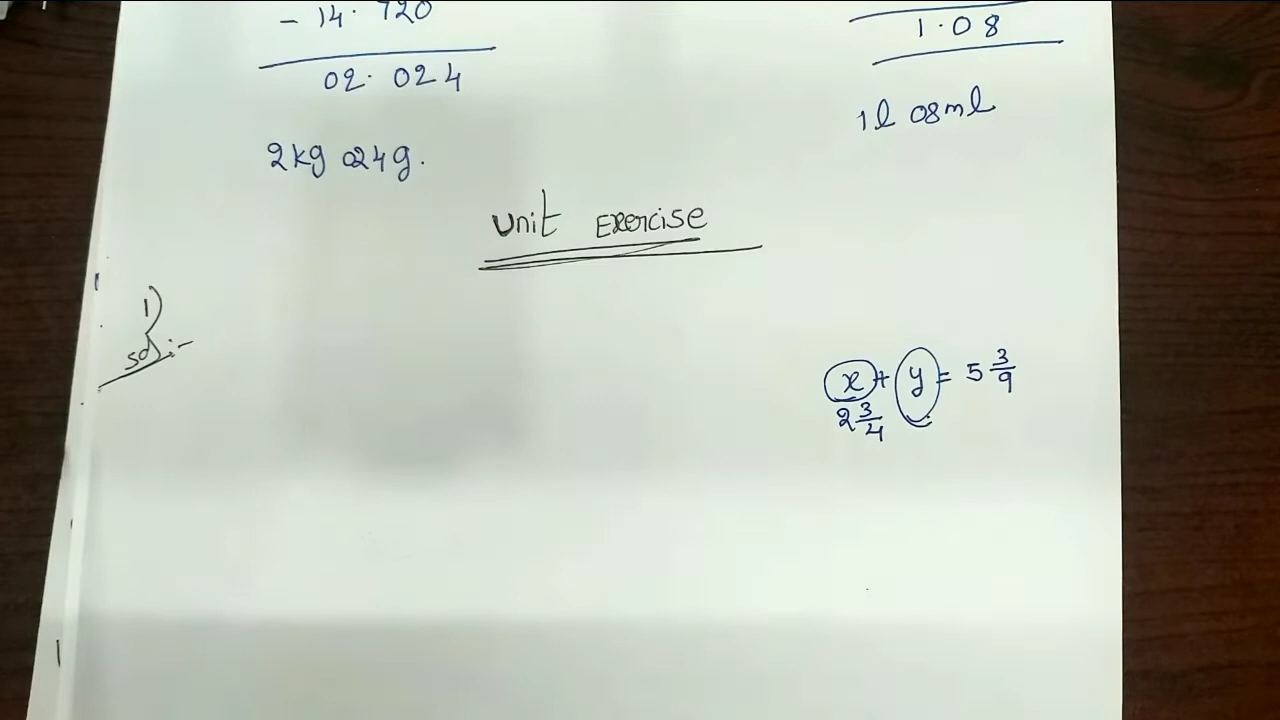 - 14. 720
02. 024
2kg 024g.
1.08
1l 08ml
Unit Exercise
1)
sol:-
x + y = 5 3/9
2 3/4